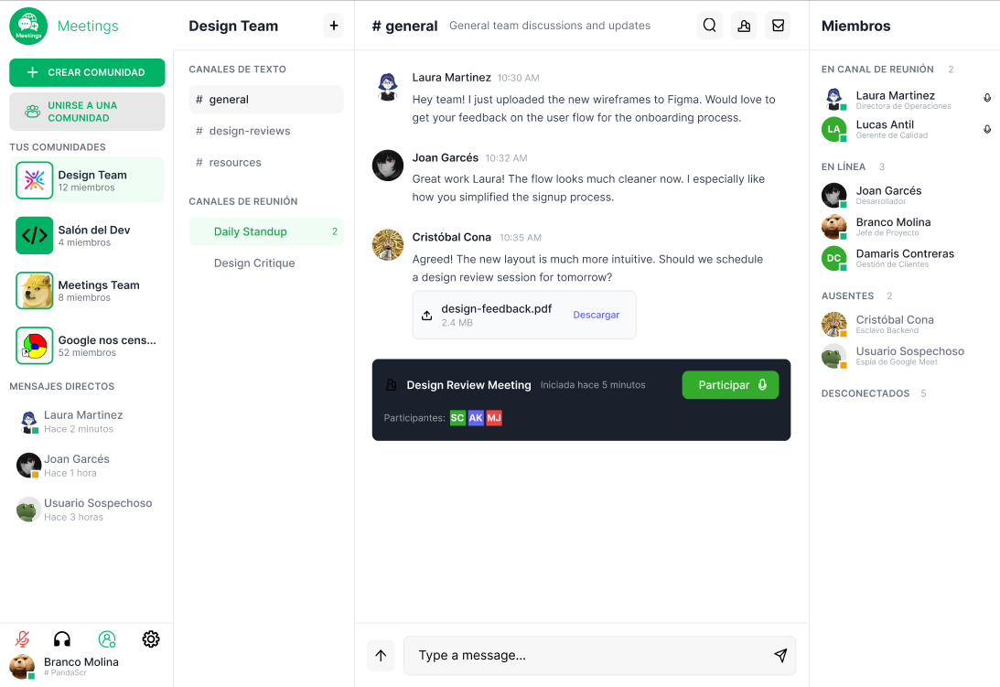 Meetings
Meetings
CREAR COMUNIDAD
UNIRSE A UNA
COMUNIDAD
TUS COMUNIDADES
Design Team
12 miembros
Salón del Dev
4 miembros
Meetings Team
8 miembros
Google nos cens...
52 miembros
MENSAJES DIRECTOS
Laura Martinez
Hace 2 minutos
Joan Garcés
Hace 1 hora
Usuario Sospechoso
Hace 3 horas
Branco Molina
# PandaScr
Design Team
CANALES DE TEXTO
# general
# design-reviews
# resources
CANALES DE REUNIÓN
Daily Standup 2
Design Critique
# general General team discussions and updates
Laura Martinez 10:30 AM
Hey team! I just uploaded the new wireframes to Figma. Would love to
get your feedback on the user flow for the onboarding process.
Joan Garcés 10:32 AM
Great work Laura! The flow looks much cleaner now. I especially like
how you simplified the signup process.
Cristóbal Cona 10:35 AM
Agreed! The new layout is much more intuitive. Should we schedule
a design review session for tomorrow?
design-feedback.pdf
2.4 MB
Descargar
Design Review Meeting Iniciada hace 5 minutos
Participar
Participantes: SC AK MJ
Type a message...
Miembros
EN CANAL DE REUNIÓN 2
Laura Martinez
Directora de Operaciones
LA
Lucas Antil
Gerente de Calidad
EN LÍNEA 3
Joan Garcés
Desarrollador
Branco Molina
Jefe de Proyecto
DC
Damaris Contreras
Gestión de Clientes
AUSENTES 2
Cristóbal Cona
Esclavo Backend
Usuario Sospechoso
Espía de Google Meet
DESCONECTADOS 5